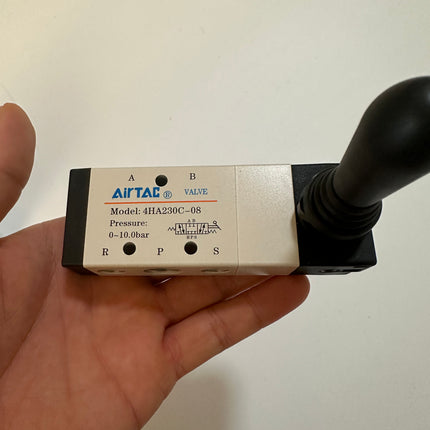 A B
AirTAC ® VALVE
Model: 4HA230C-08
Pressure:
A B
0~10.0bar
R P S
R P S